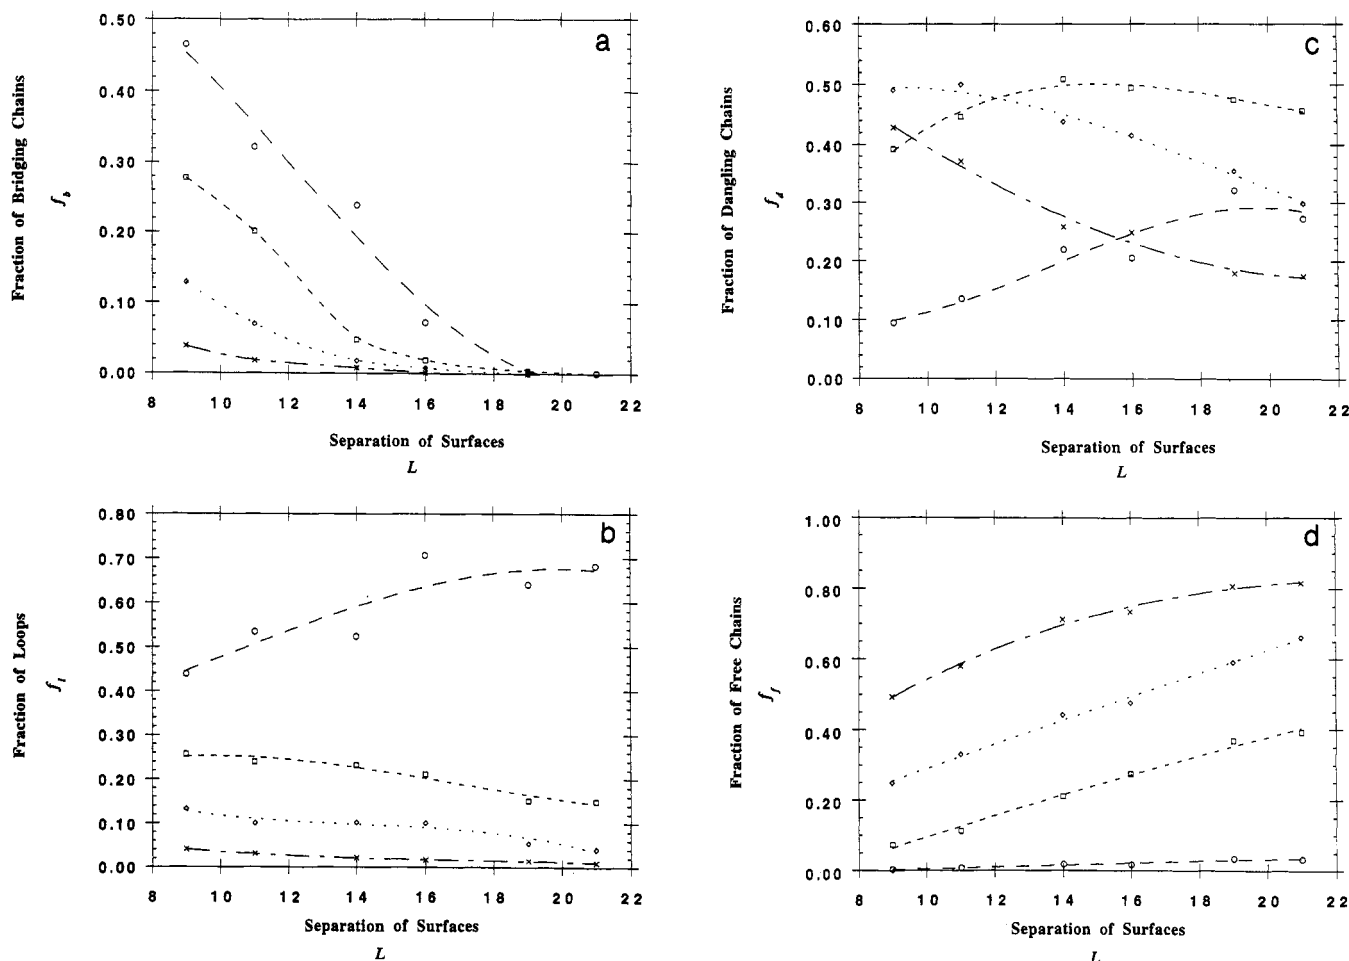 a
0.50
0.40
0.30
0.20
0.10
0.00
8 10 12 14 16 18 20 22
Fraction of Bridging Chains
f_b
Separation of Surfaces
L
c
0.60
0.50
0.40
0.30
0.20
0.10
0.00
8 10 12 14 16 18 20 22
Fraction of Dangling Chains
f_d
Separation of Surfaces
L
b
0.80
0.70
0.60
0.50
0.40
0.30
0.20
0.10
0.00
8 10 12 14 16 18 20 22
Fraction of Loops
f_l
Separation of Surfaces
L
d
1.00
0.80
0.60
0.40
0.20
0.00
8 10 12 14 16 18 20 22
Fraction of Free Chains
f_f
Separation of Surfaces
L